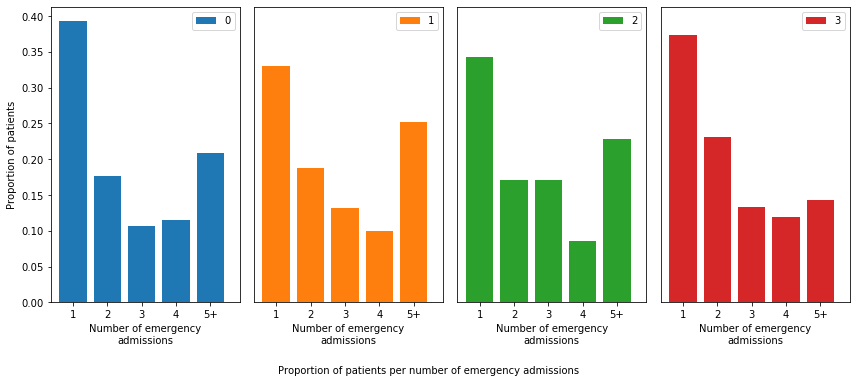 0
1
2
3
0.40
0.35
0.30
0.25
0.20
0.15
0.10
0.05
0.00
Proportion of patients
1 2 3 4 5+
1 2 3 4 5+
1 2 3 4 5+
1 2 3 4 5+
Number of emergency
admissions
Number of emergency
admissions
Number of emergency
admissions
Number of emergency
admissions
Proportion of patients per number of emergency admissions